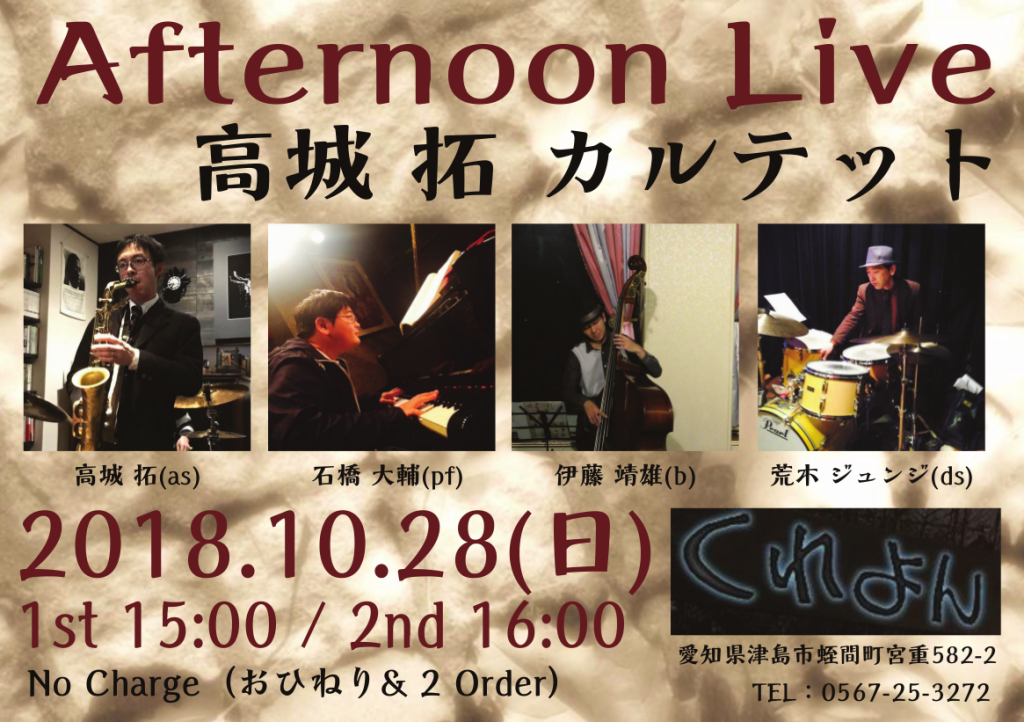 Afternoon Live
高城 拓 カルテット
Pearl
高城 拓(as)
石橋 大輔(pf)
伊藤 靖雄(b)
荒木 ジュンジ(ds)
2018.10.28(日)
1st 15:00 / 2nd 16:00
No Charge (おひねり& 2 Order)
くれよん
愛知県津島市蛭間町宮重582-2
TEL：0567-25-3272